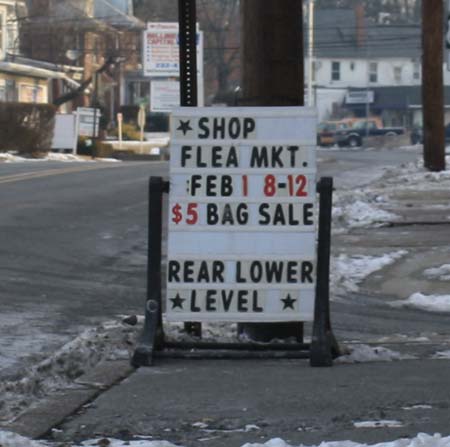 ★ SHOP
FLEA MKT.
FEB 1 8-12
$5 BAG SALE
REAR LOWER
★ LEVEL ★